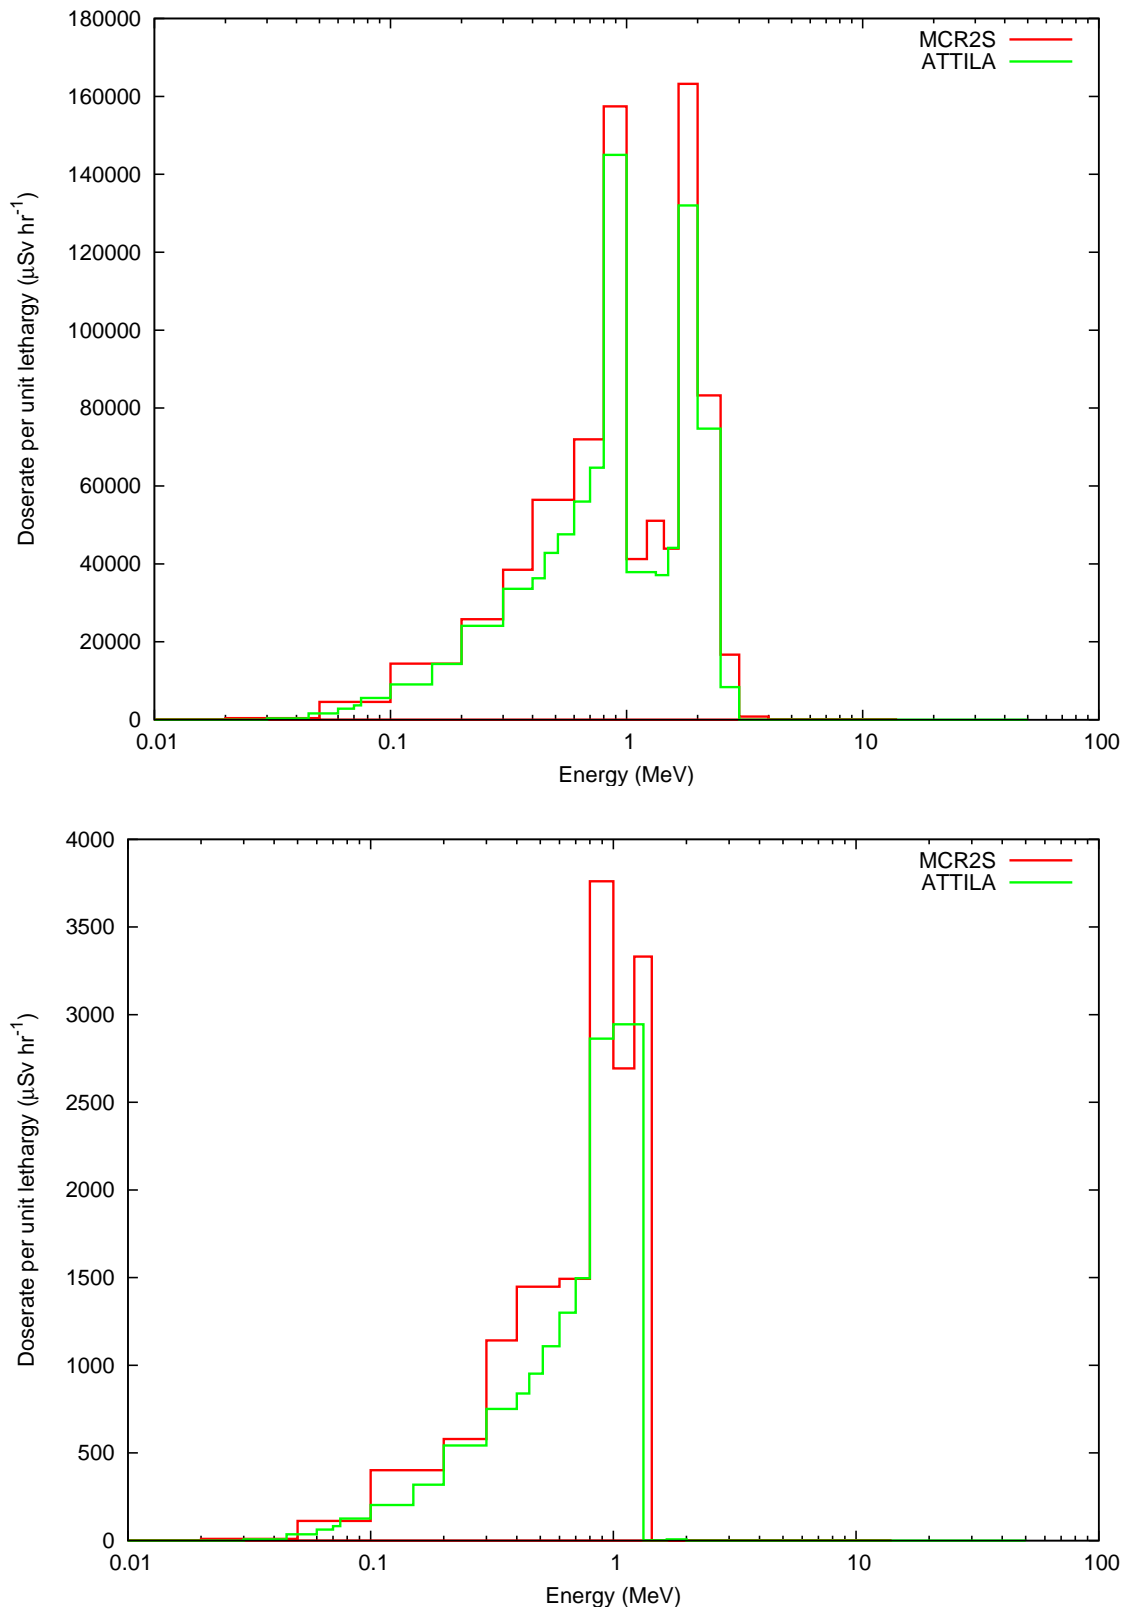 180000
160000
140000
120000
100000
80000
60000
40000
20000
0
Doserate per unit lethargy (μSv hr-1)
MCR2S
ATTILA
0.01 0.1 1 10 100
Energy (MeV)
4000
3500
3000
2500
2000
1500
1000
500
0
Doserate per unit lethargy (μSv hr-1)
MCR2S
ATTILA
0.01 0.1 1 10 100
Energy (MeV)